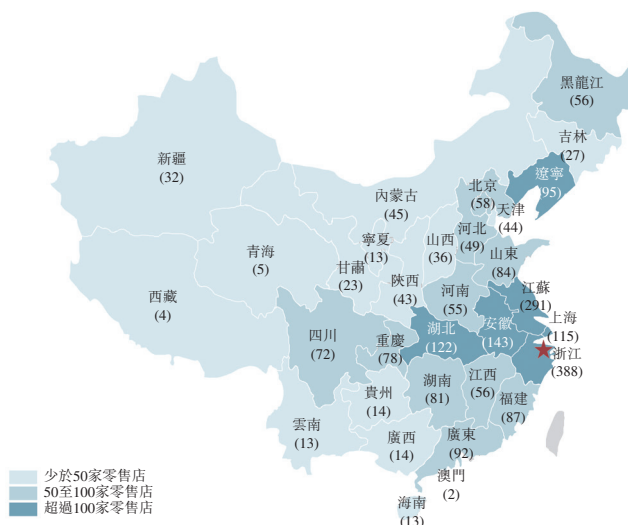 黑龍江
(56)
吉林
(27)
新疆
(32)
遼寧
(95)
北京
(58)
內蒙古
(45)
天津
(44)
河北
(49)
寧夏
(13)
山西
(36)
青海
(5)
山東
(84)
甘肅
(23)
陝西
(43)
西藏
(4)
河南
(55)
江蘇
(291)
上海
(115)
四川
(72)
重慶
(78)
湖北
(122)
安徽
(143)
浙江
(388)
湖南
(81)
江西
(56)
貴州
(14)
福建
(87)
雲南
(13)
廣西
(14)
廣東
(92)
澳門
(2)
海南
(13)
少於50家零售店
50至100家零售店
超過100家零售店